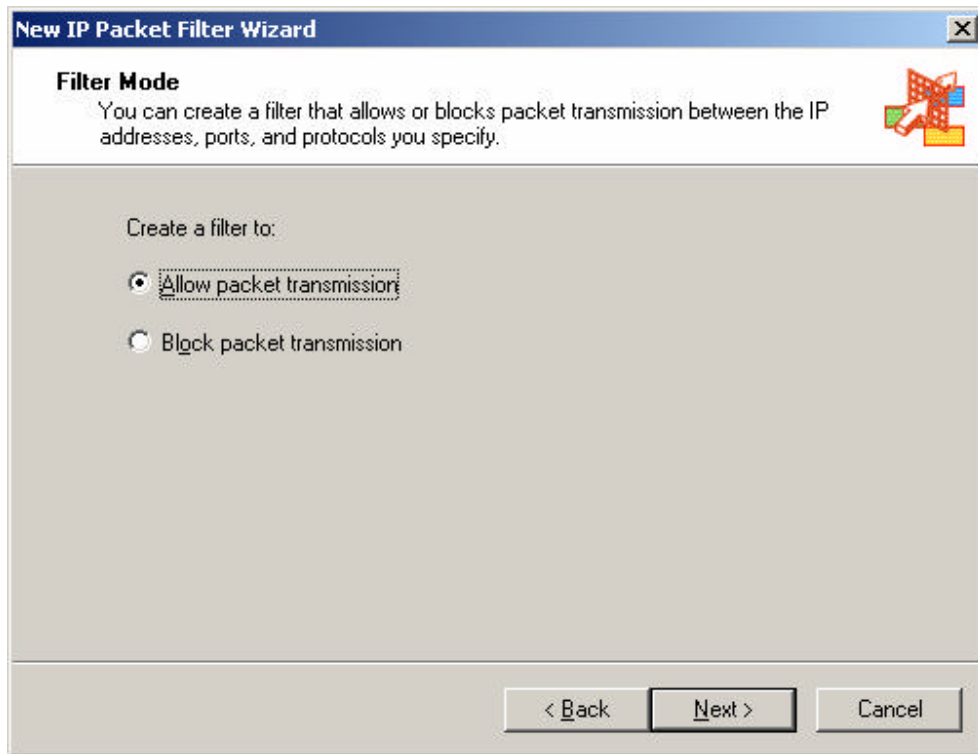 New IP Packet Filter Wizard
Filter Mode
You can create a filter that allows or blocks packet transmission between the IP
addresses, ports, and protocols you specify.
Create a filter to:
Allow packet transmission
Block packet transmission
< Back
Next >
Cancel